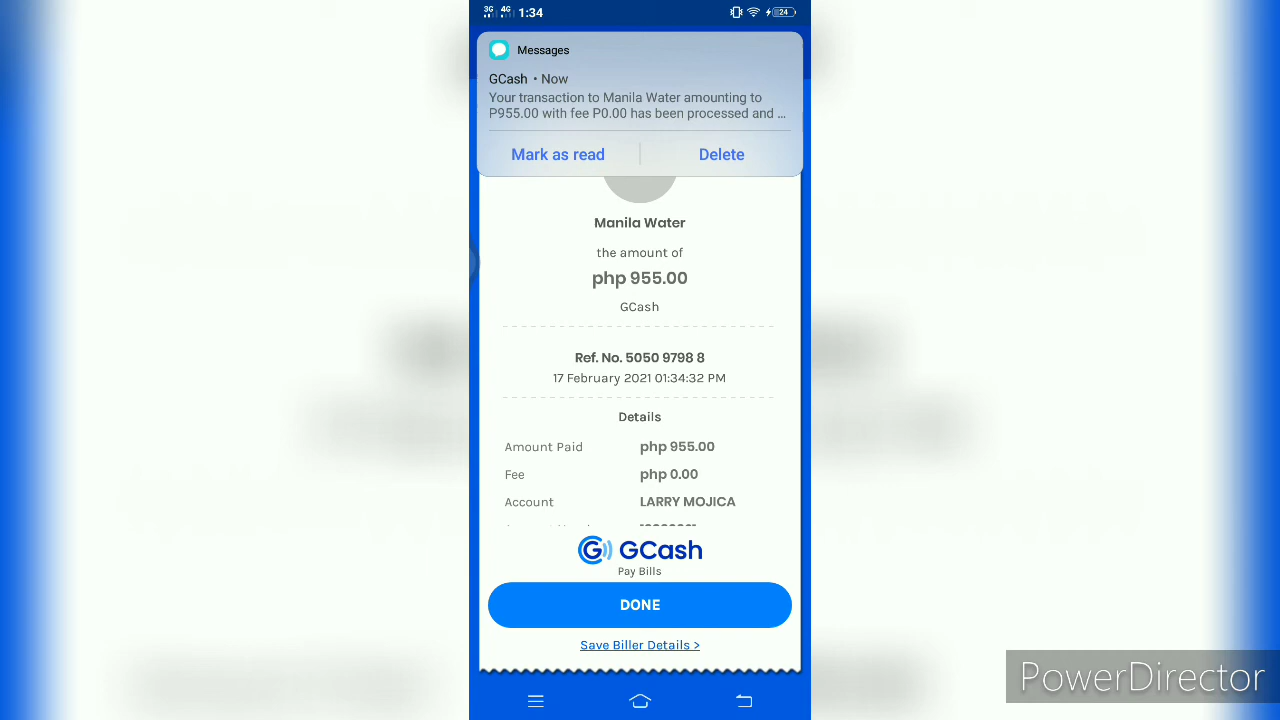 3G 4G 1:34 24
Messages
GCash • Now
Your transaction to Manila Water amounting to
P955.00 with fee P0.00 has been processed and ...
Mark as read Delete
Manila Water
the amount of
php 955.00
GCash
Ref. No. 5050 9798 8
17 February 2021 01:34:32 PM
Details
Amount Paid php 955.00
Fee php 0.00
Account LARRY MOJICA
GCash
Pay Bills
DONE
Save Biller Details >
PowerDirector